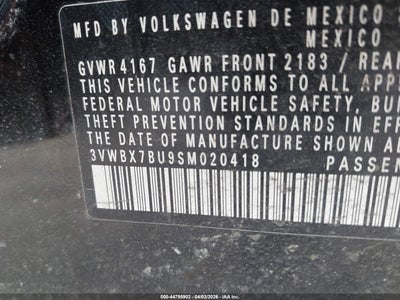 MFD BY VOLKSWAGEN DE MEXICO
MEXICO
GVWR 4167 GAWR FRONT 2183 / REAR
THIS VEHICLE CONFORMS TO ALL APPL
FEDERAL MOTOR VEHICLE SAFETY, BU
THEFT PREVENTION STANDARDS IN EFF
THE DATE OF MANUFACTURE SHOWN A
3VWBX7BU9SM020418 PASSEN
000-44795902 - 04/03/2026 - IAA Inc.